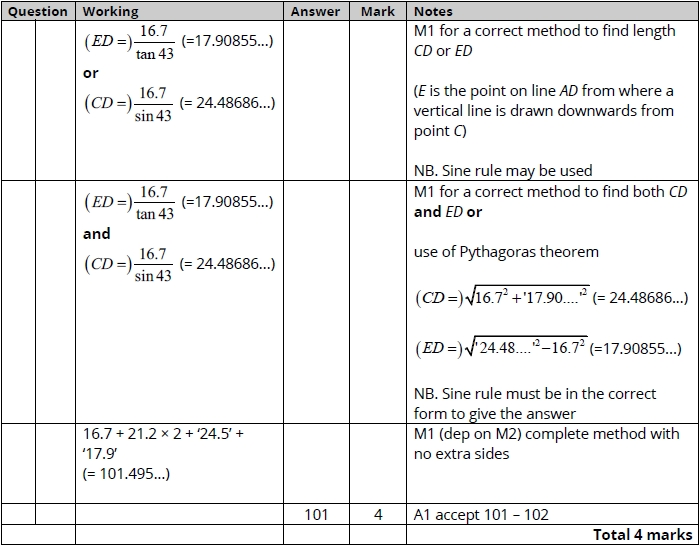 Question Working Answer Mark Notes
(ED =) 16.7 / tan 43 (=17.90855...)
or
(CD =) 16.7 / sin 43 (= 24.48686...)
M1 for a correct method to find length
CD or ED
(E is the point on line AD from where a
vertical line is drawn downwards from
point C)
NB. Sine rule may be used
(ED =) 16.7 / tan 43 (=17.90855...)
and
(CD =) 16.7 / sin 43 (= 24.48686...)
M1 for a correct method to find both CD
and ED or
use of Pythagoras theorem
(CD =)√16.7² +'17.90....'² (= 24.48686...)
(ED =)√'24.48....'² −16.7² (=17.90855...)
NB. Sine rule must be in the correct
form to give the answer
16.7 + 21.2 × 2 + ‘24.5’ +
‘17.9’
(= 101.495...)
M1 (dep on M2) complete method with
no extra sides
101 4 A1 accept 101 – 102
Total 4 marks